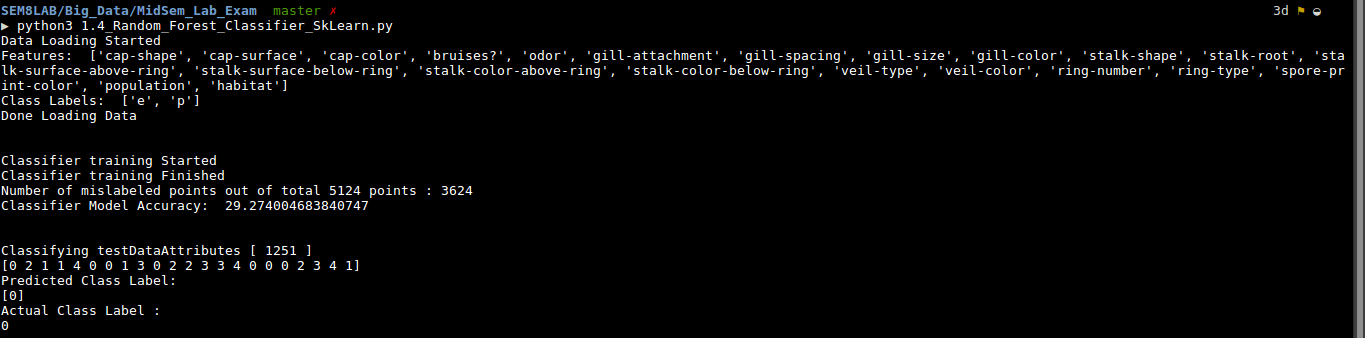 SEM8LAB/Big_Data/MidSem_Lab_Exam  master ✗ 3d ⚑ ◒
▶ python3 1.4_Random_Forest_Classifier_SkLearn.py
Data Loading Started
Features:  ['cap-shape', 'cap-surface', 'cap-color', 'bruises?', 'odor', 'gill-attachment', 'gill-spacing', 'gill-size', 'gill-color', 'stalk-shape', 'stalk-root', 'sta
lk-surface-above-ring', 'stalk-surface-below-ring', 'stalk-color-above-ring', 'stalk-color-below-ring', 'veil-type', 'veil-color', 'ring-number', 'ring-type', 'spore-pr
int-color', 'population', 'habitat']
Class Labels:  ['e', 'p']
Done Loading Data
Classifier training Started
Classifier training Finished
Number of mislabeled points out of total 5124 points : 3624
Classifier Model Accuracy:  29.274004683840747
Classifying testDataAttributes [ 1251 ]
[0 2 1 1 4 0 0 1 3 0 2 2 3 3 4 0 0 0 2 3 4 1]
Predicted Class Label:
[0]
Actual Class Label :
0